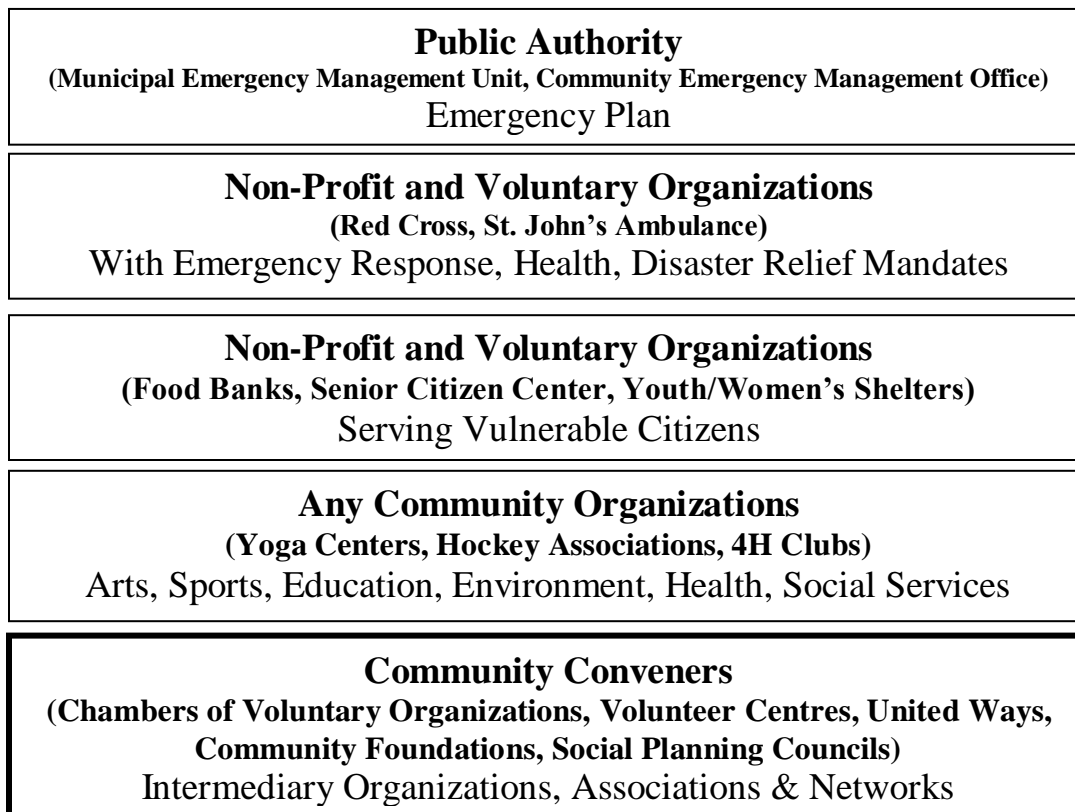 Public Authority
(Municipal Emergency Management Unit, Community Emergency Management Office)
Emergency Plan
Non-Profit and Voluntary Organizations
(Red Cross, St. John’s Ambulance)
With Emergency Response, Health, Disaster Relief Mandates
Non-Profit and Voluntary Organizations
(Food Banks, Senior Citizen Center, Youth/Women’s Shelters)
Serving Vulnerable Citizens
Any Community Organizations
(Yoga Centers, Hockey Associations, 4H Clubs)
Arts, Sports, Education, Environment, Health, Social Services
Community Conveners
(Chambers of Voluntary Organizations, Volunteer Centres, United Ways,
Community Foundations, Social Planning Councils)
Intermediary Organizations, Associations & Networks